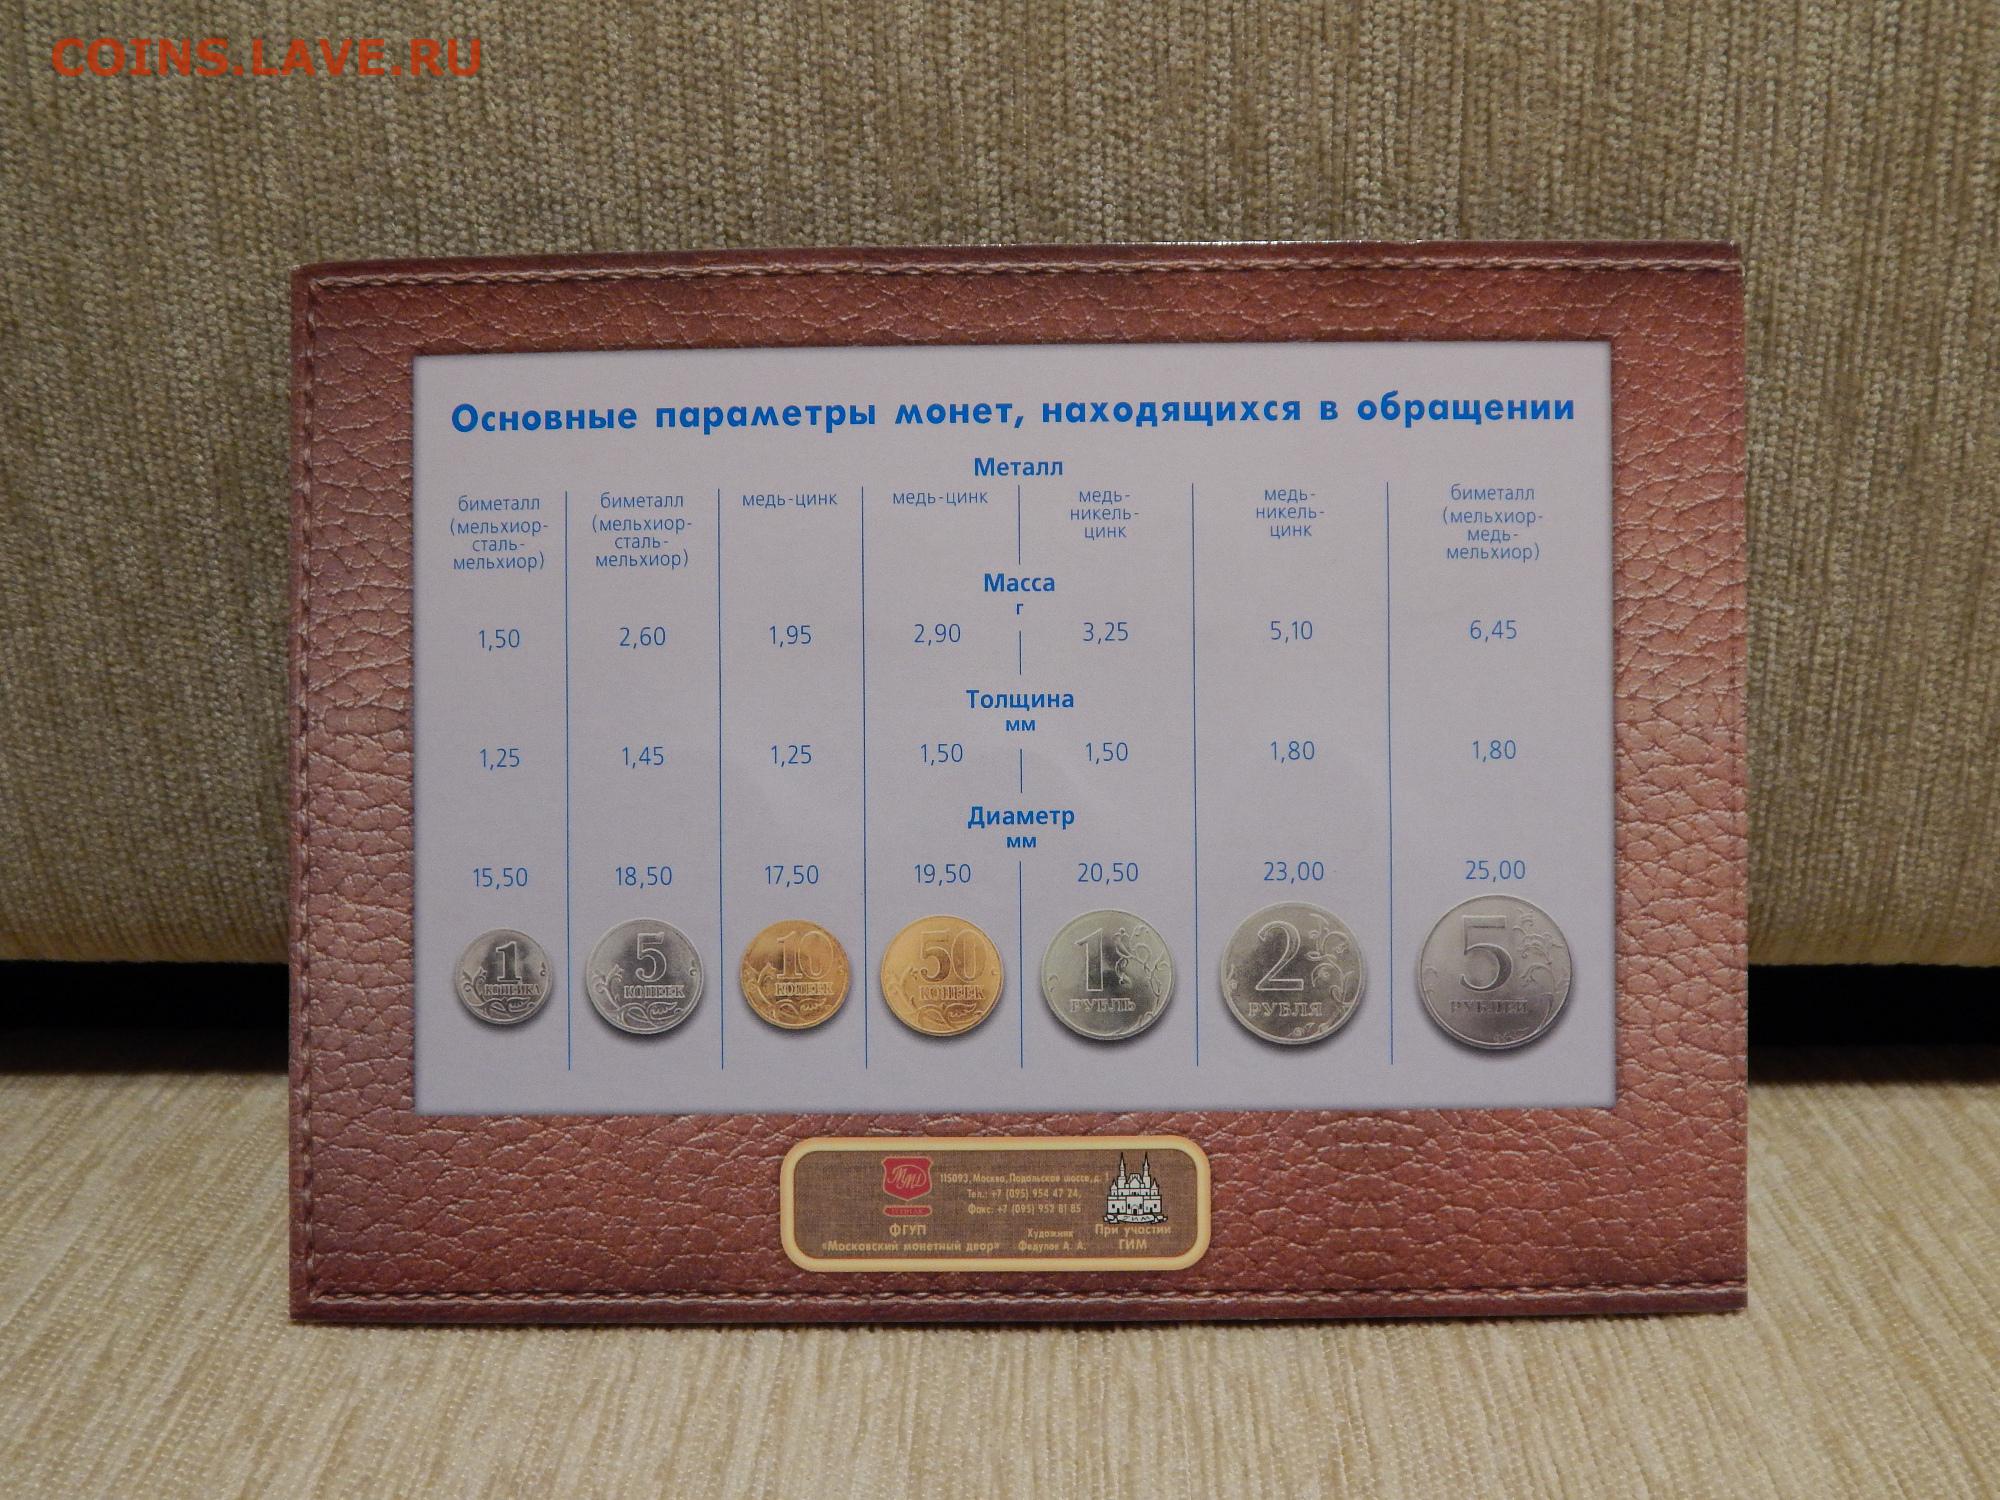 COINS.LAVE.RU
Основные параметры монет, находящихся в обращении
Металл
биметалл
(мельхиор-
сталь-
мельхиор)
биметалл
(мельхиор-
сталь-
мельхиор)
медь-цинк
медь-цинк
медь-
никель-
цинк
медь-
никель-
цинк
биметалл
(мельхиор-
медь-
мельхиор)
Масса
г
1,50 2,60 1,95 2,90 3,25 5,10 6,45
Толщина
мм
1,25 1,45 1,25 1,50 1,50 1,80 1,80
Диаметр
мм
15,50 18,50 17,50 19,50 20,50 23,00 25,00
1
КОПЕЙКА
5
КОПЕЕК
10
КОПЕЕК
50
КОПЕЕК
1
РУБЛЬ
2
РУБЛЯ
5
РУБЛЕЙ
ММД
ФГУП
«Московский монетный двор»
115093, Москва, Подольское шоссе, д. 1
Тел.: +7 (095) 954 47 24,
Факс: +7 (095) 952 81 85
Художник
Федулов А. А.
ГИМ
При участии
ГИМ